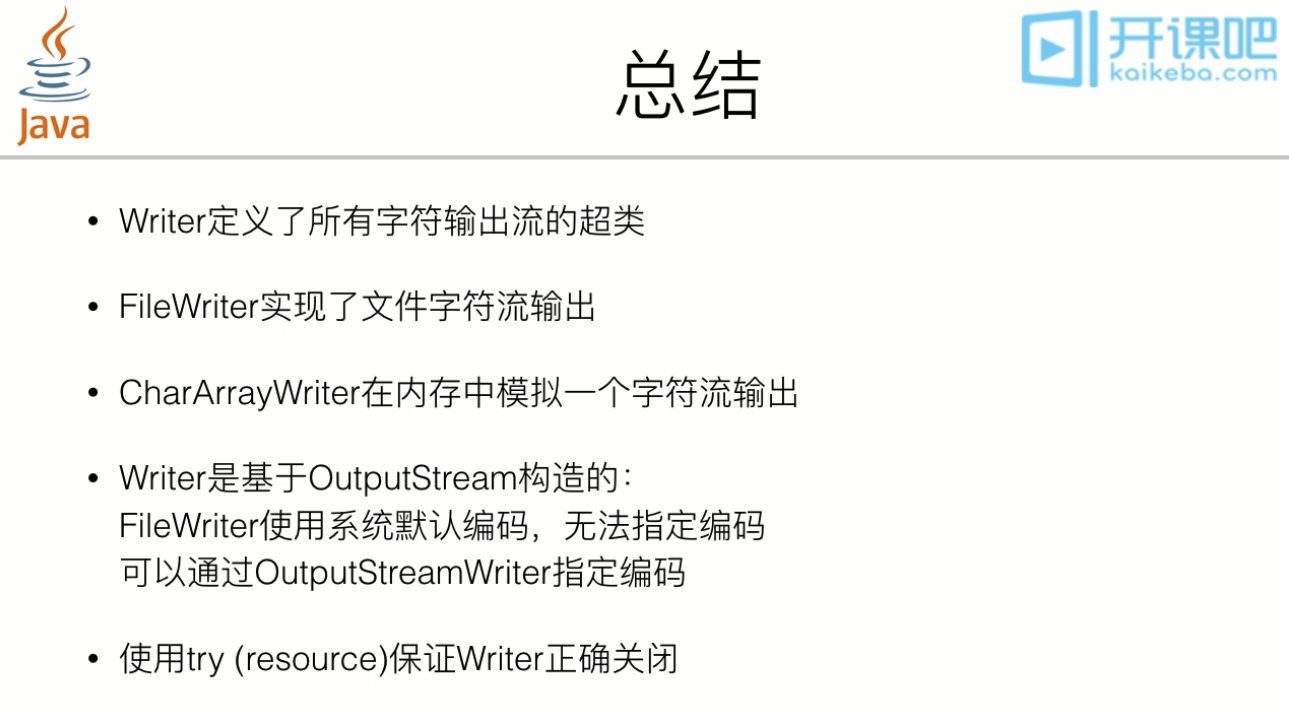 Java
开课吧
kaikeba.com
总结
• Writer定义了所有字符输出流的超类
• FileWriter实现了文件字符流输出
• CharArrayWriter在内存中模拟一个字符流输出
• Writer是基于OutputStream构造的：
FileWriter使用系统默认编码，无法指定编码
可以通过OutputStreamWriter指定编码
• 使用try (resource)保证Writer正确关闭